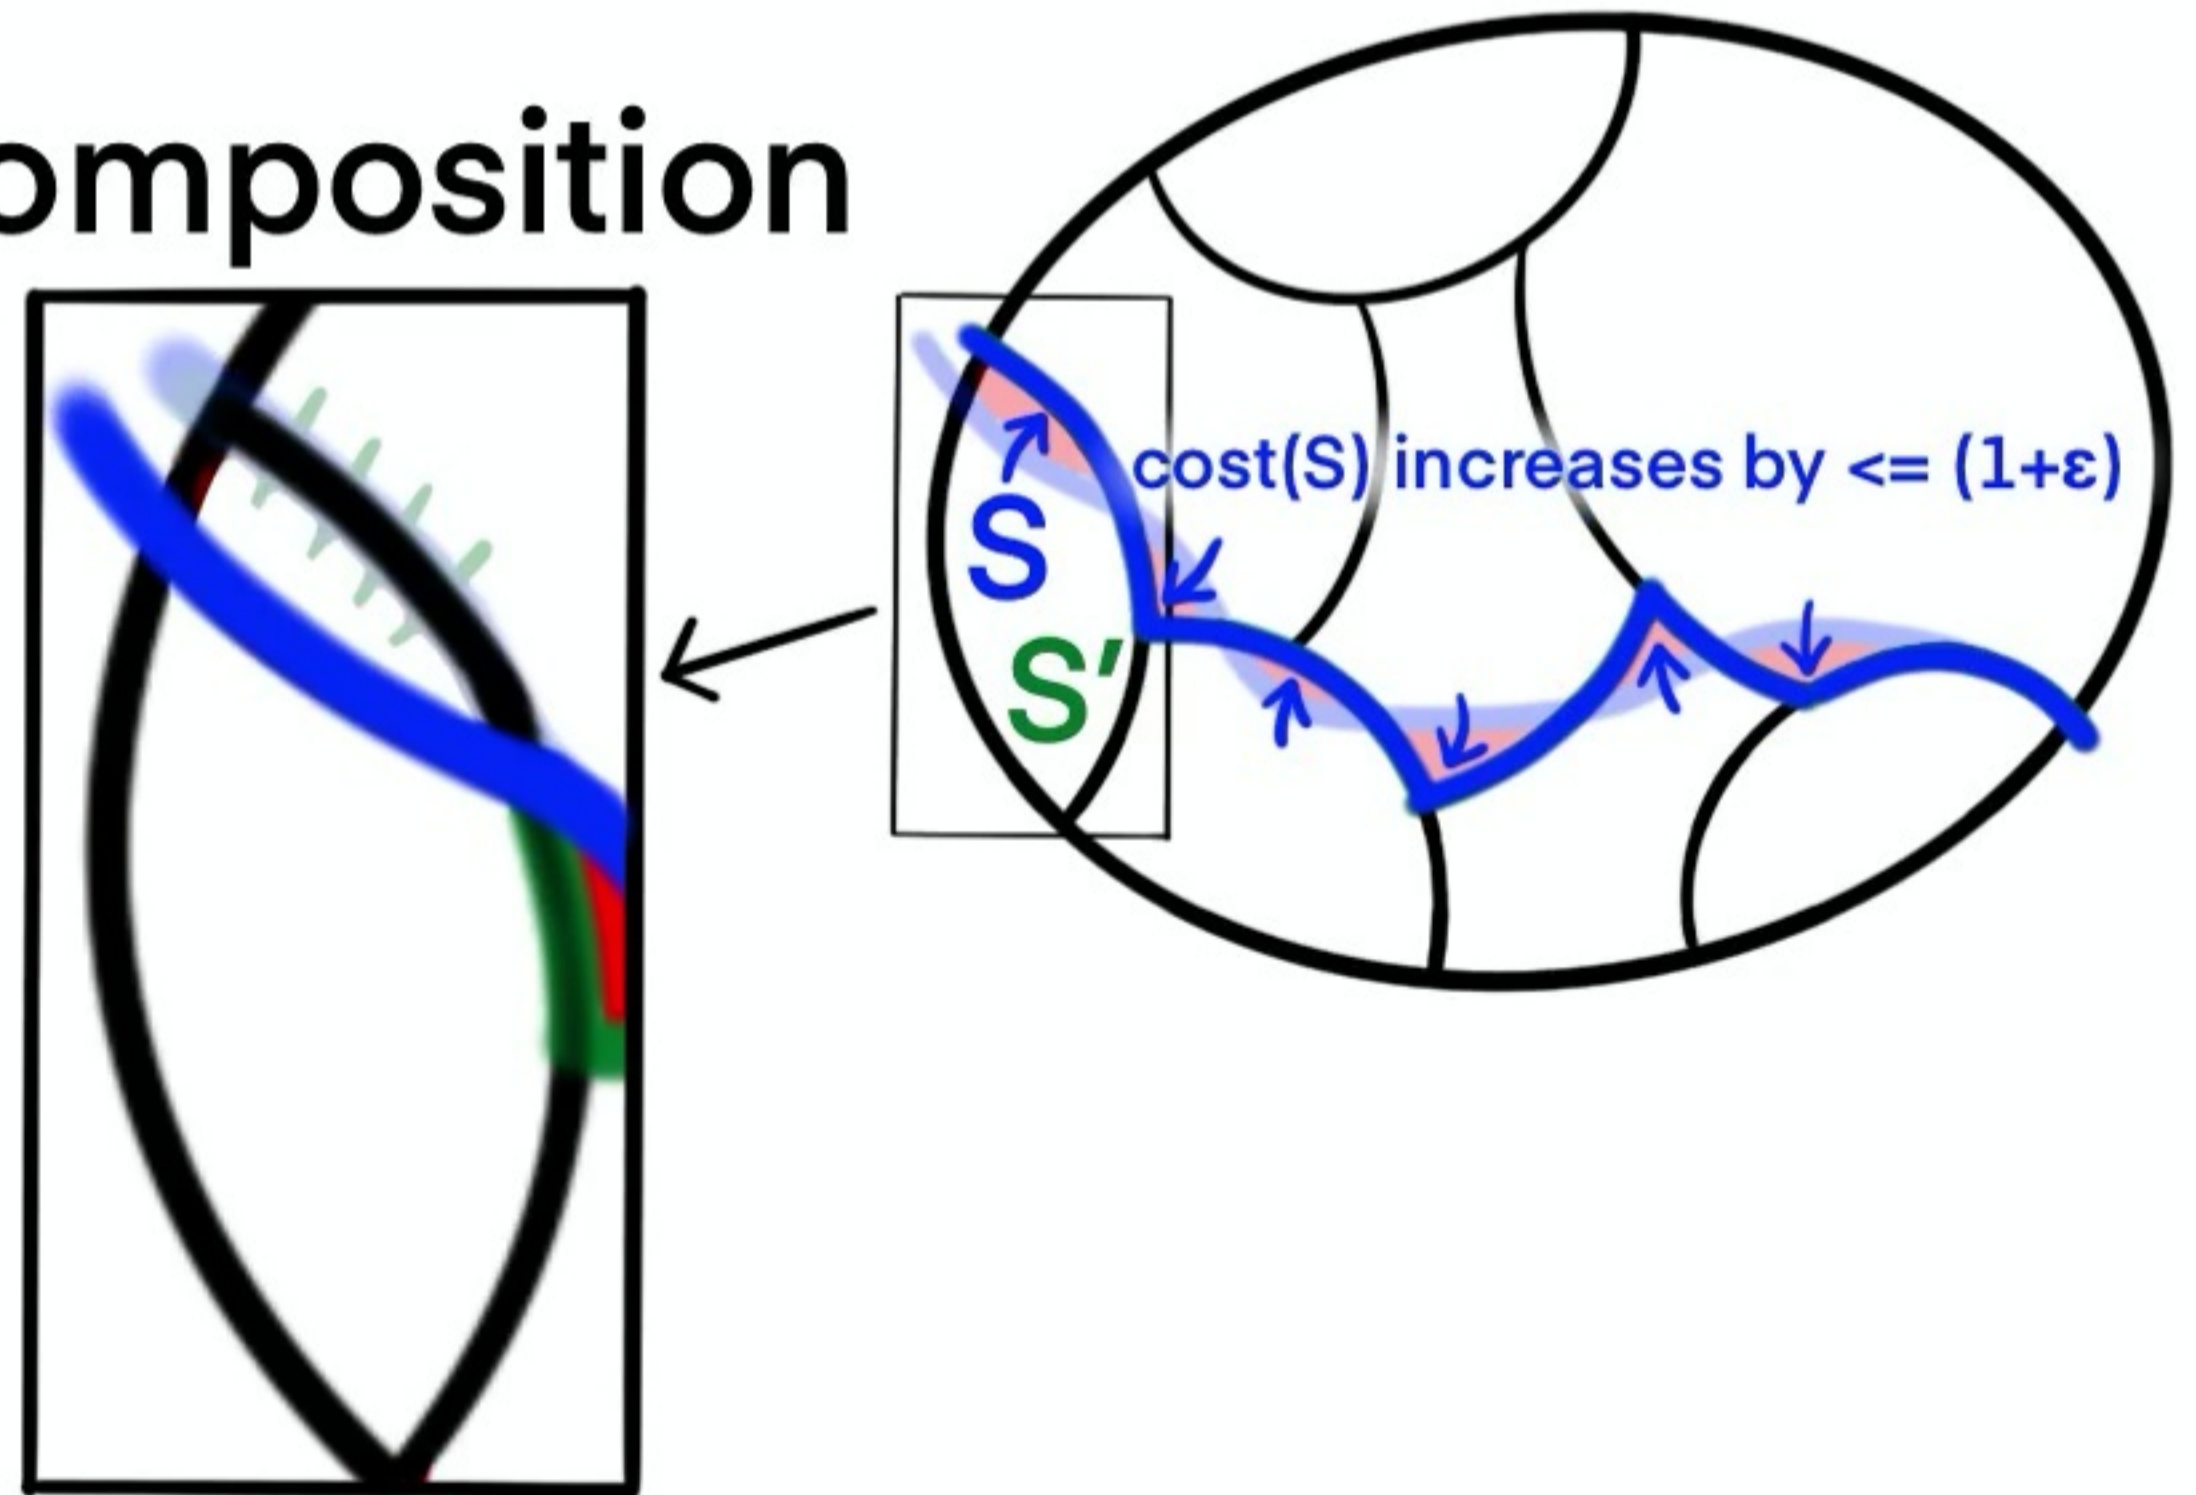 omposition
cost(S) increases by <= (1+ε)
S
S′